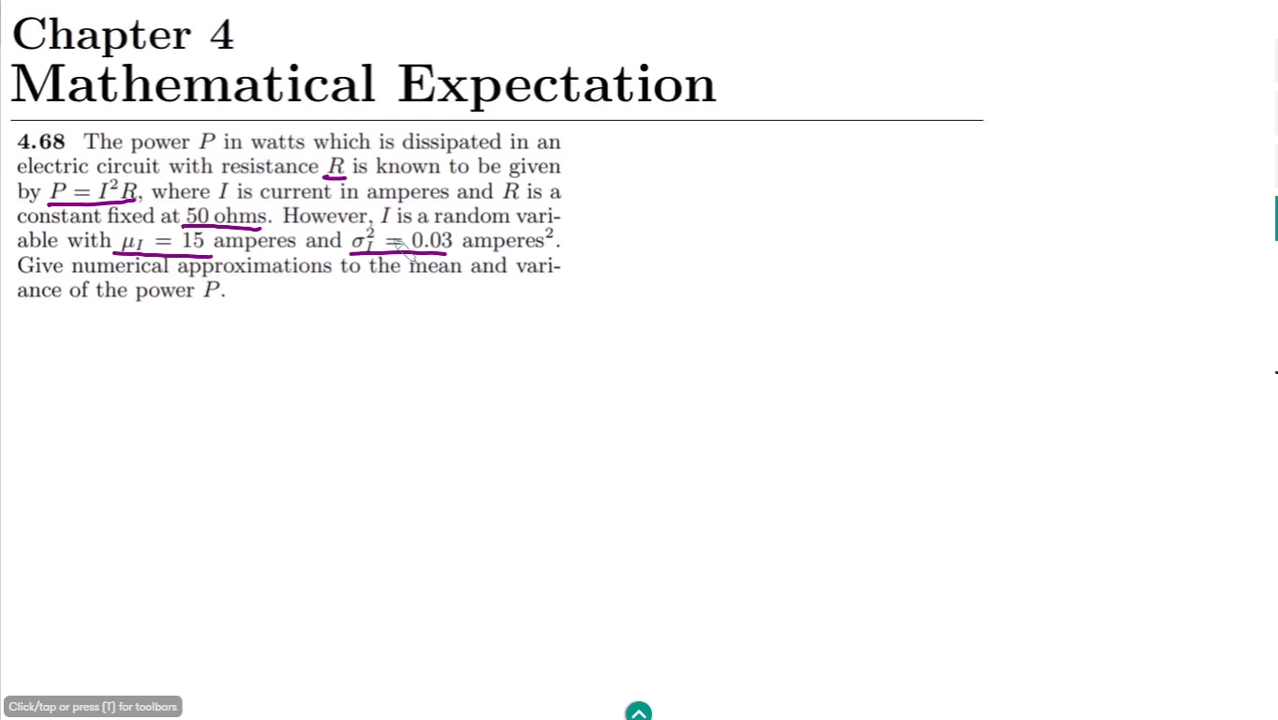 Chapter 4
Mathematical Expectation
4.68 The power P in watts which is dissipated in an
electric circuit with resistance R is known to be given
by P = I²R, where I is current in amperes and R is a
constant fixed at 50 ohms. However, I is a random vari-
able with μ_I = 15 amperes and σ²_I = 0.03 amperes².
Give numerical approximations to the mean and vari-
ance of the power P.
Click/tap or press [T] for toolbars